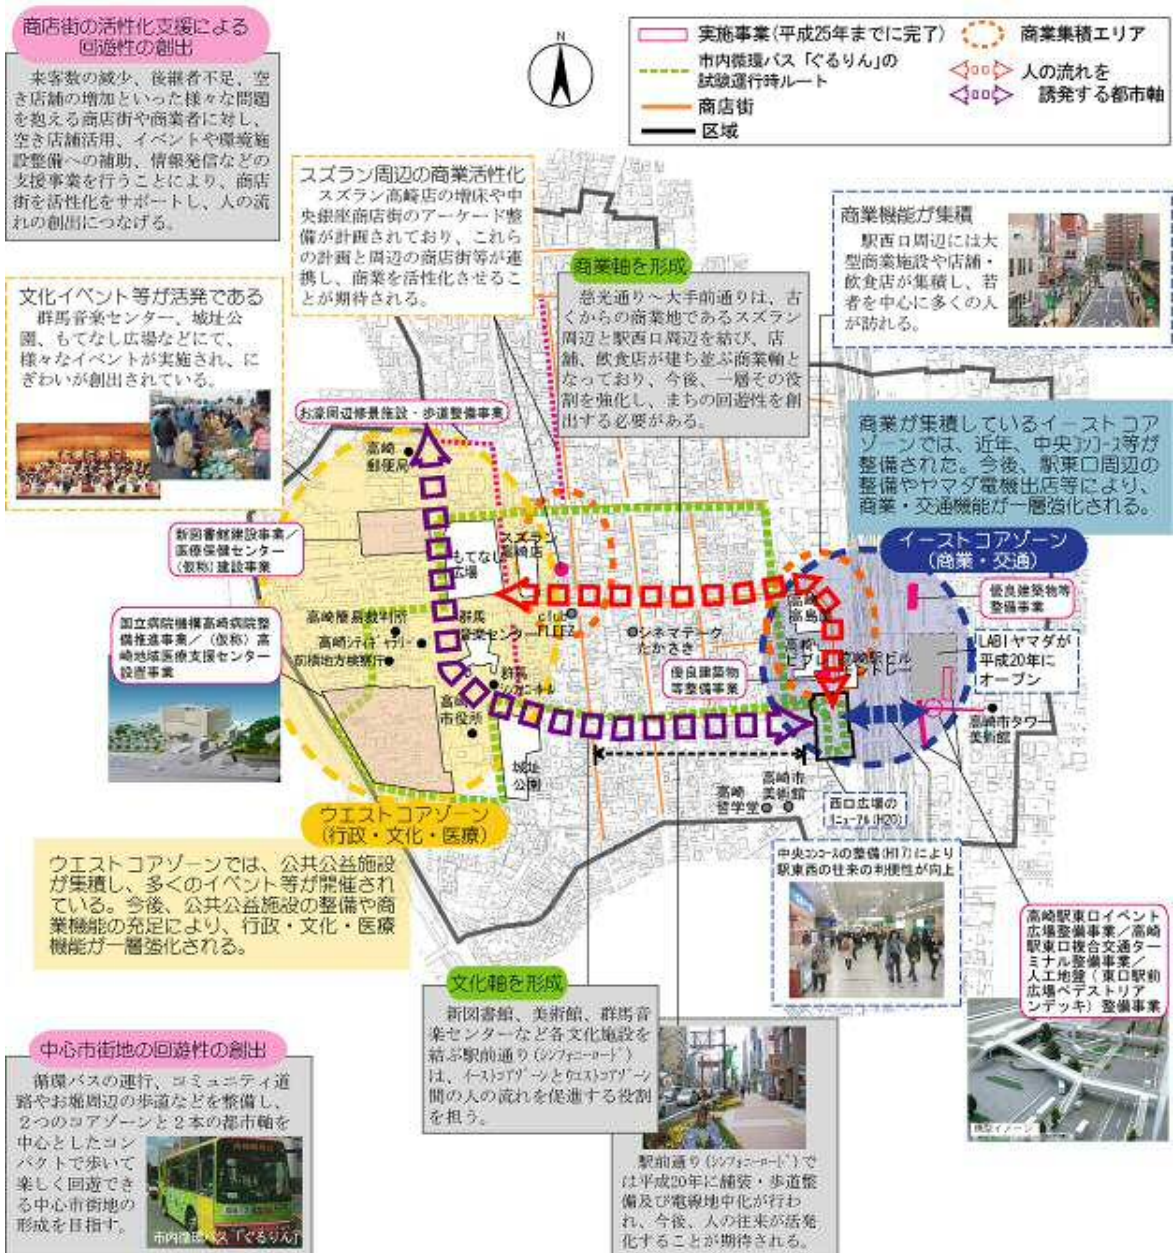 商店街の活性化支援による
回遊性の創出
来客数の減少、後継者不足、空
き店舗の増加といった様々な問題
を抱える商店街や商業者に対し、
空き店舗活用、イベントや環境施
設整備への補助、情報発信などの
支援事業を行うことにより、商店
街を活性化をサポートし、人の流
れの創出につなげる。
N
実施事業(平成25年までに完了)
市内循環バス「ぐるりん」の
試験運行時ルート
商店街
区域
商業集積エリア
人の流れを
誘発する都市軸
スズラン周辺の商業活性化
スズラン高崎店の増床や中
央銀座商店街のアーケード整
備が計画されており、これら
の計画と周辺の商店街等が連
携し、商業を活性化させるこ
とが期待される。
商業機能が集積
駅西口周辺には大
型商業施設や店舗・
飲食店が集積し、若
者を中心に多くの人
が訪れる。
商業軸を形成
慈光通り～大手前通りは、古
くからの商業地であるスズラン
周辺と駅西口周辺を結び、店
舗、飲食店が建ち並ぶ商業軸と
なっており、今後、一層その役
割を強化し、まちの回遊性を創
出する必要がある。
文化イベント等が活発である
群馬音楽センター、城址公
園、もてなし広場などにて、
様々なイベントが実施され、に
ぎわいが創出されている。
お濠周辺修景施設・歩道整備事業
商業が集積しているイーストコア
ゾーンでは、近年、中央ｺﾝｺｰｽ等が
整備された。今後、駅東口周辺の
整備やヤマダ電機出店等により、
商業・交通機能が一層強化される。
イーストコアゾーン
(商業・交通)
高崎
郵便局
新図書館建設事業／
医療保健センター
(仮称)建設事業
もてなし
広場
スズラン
高崎店
優良建築物等
整備事業
国立病院機構高崎病院整
備推進事業／(仮称)高
崎地域医療支援センター
設置事業
高崎簡易裁判所
高崎ｼﾃｨｷﾞｬﾗﾘｰ
前橋地方検察庁
群馬
音楽センター
club
FLEEZ
シネマテーク
たかさき
高崎
高島屋
高崎
ビブレ
高崎駅ビル
モントレー
優良建築物
等整備事業
LABIヤマダが
平成20年に
オープン
高崎市タワー
美術館
群馬
ｼﾝﾌｫﾆｰﾎｰﾙ
高崎
市役所
城址
公園
高崎
哲学堂
高崎市
美術館
西口広場の
ﾘﾆｭｰｱﾙ(H20)
ウエストコアゾーン
(行政・文化・医療)
ウエストコアゾーンでは、公共公益施設
が集積し、多くのイベント等が開催され
ている。今後、公共公益施設の整備や商
業機能の充足により、行政・文化・医療
機能が一層強化される。
中央ｺﾝｺｰｽの整備(H17)により
駅東西の往来の利便性が向上
高崎駅東口イベント
広場整備事業／高崎
駅東口複合交通ター
ミナル整備事業／
人工地盤(東口駅前
広場ペデストリア
ンデッキ)整備事業
模型イメージ
文化軸を形成
新図書館、美術館、群馬音
楽センターなど各文化施設を
結ぶ駅前通り(ｼﾝﾌｫﾆｰﾛｰﾄﾞ)
は、ｲｰｽﾄｺｱｿﾞｰﾝとｳｴｽﾄｺｱｿﾞｰﾝ
間の人の流れを促進する役割
を担う。
駅前通り(ｼﾝﾌｫﾆｰﾛｰﾄﾞ)で
は平成20年に舗装・歩道整
備及び電線地中化が行わ
れ、今後、人の往来が活発
化することが期待される。
中心市街地の回遊性の創出
循環バスの運行、コミュニティ道
路やお堀周辺の歩道などを整備し、
2つのコアゾーンと2本の都市軸を
中心としたコン
パクトで歩いて
楽しく回遊でき
る中心市街地の
形成を目指す。
市内循環バス「ぐるりん」